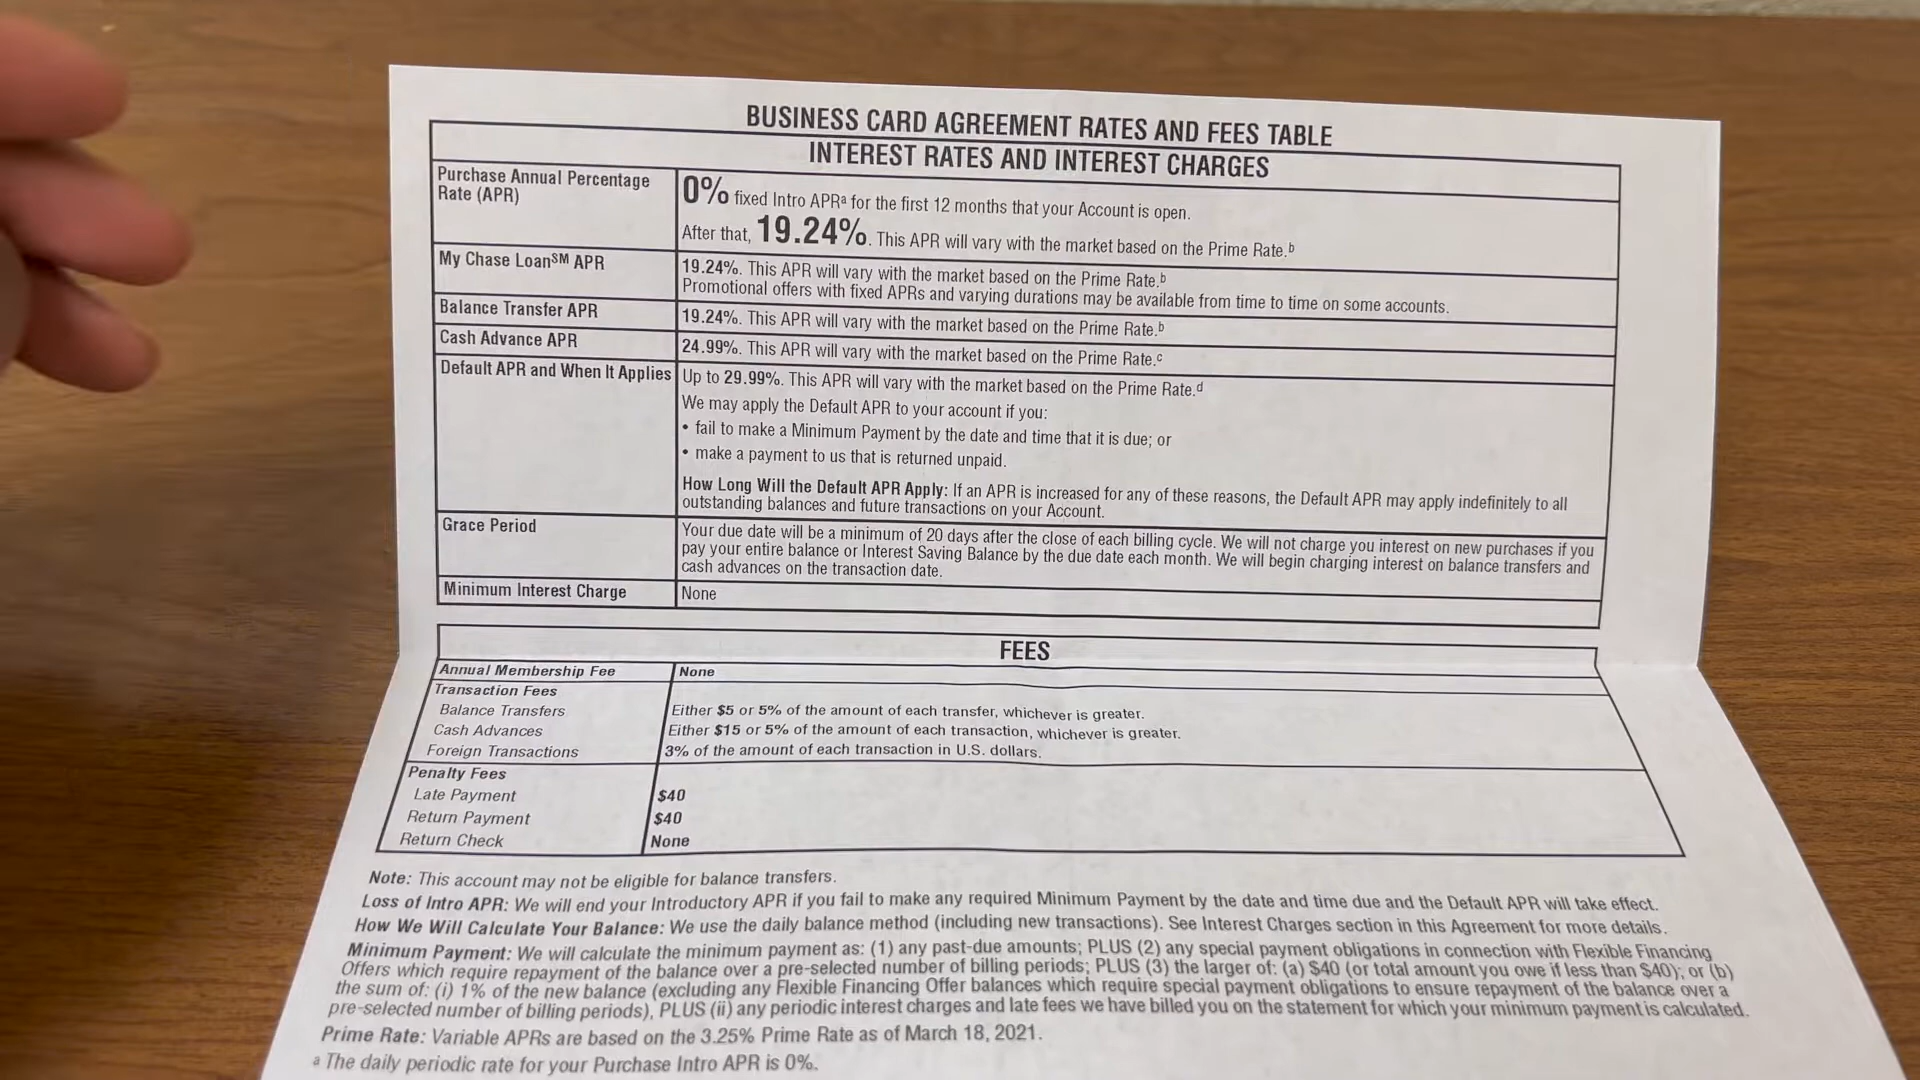 BUSINESS CARD AGREEMENT RATES AND FEES TABLE
INTEREST RATES AND INTEREST CHARGES
Purchase Annual Percentage
Rate (APR)
0% fixed Intro APRᵃ for the first 12 months that your Account is open.
After that, 19.24%. This APR will vary with the market based on the Prime Rate.ᵇ
My Chase Loan℠ APR
19.24%. This APR will vary with the market based on the Prime Rate.ᵇ
Promotional offers with fixed APRs and varying durations may be available from time to time on some accounts.
Balance Transfer APR
19.24%. This APR will vary with the market based on the Prime Rate.ᵇ
Cash Advance APR
24.99%. This APR will vary with the market based on the Prime Rate.ᶜ
Default APR and When It Applies
Up to 29.99%. This APR will vary with the market based on the Prime Rate.ᵈ
We may apply the Default APR to your account if you:
• fail to make a Minimum Payment by the date and time that it is due; or
• make a payment to us that is returned unpaid.
How Long Will the Default APR Apply: If an APR is increased for any of these reasons, the Default APR may apply indefinitely to all
outstanding balances and future transactions on your Account.
Grace Period
Your due date will be a minimum of 20 days after the close of each billing cycle. We will not charge you interest on new purchases if you
pay your entire balance or Interest Saving Balance by the due date each month. We will begin charging interest on balance transfers and
cash advances on the transaction date.
Minimum Interest Charge
None
FEES
Annual Membership Fee
None
Transaction Fees
Balance Transfers
Either $5 or 5% of the amount of each transfer, whichever is greater.
Cash Advances
Either $15 or 5% of the amount of each transaction, whichever is greater.
Foreign Transactions
3% of the amount of each transaction in U.S. dollars.
Penalty Fees
Late Payment
$40
Return Payment
$40
Return Check
None
Note: This account may not be eligible for balance transfers.
Loss of Intro APR: We will end your Introductory APR if you fail to make any required Minimum Payment by the date and time due and the Default APR will take effect.
How We Will Calculate Your Balance: We use the daily balance method (including new transactions). See Interest Charges section in this Agreement for more details.
Minimum Payment: We will calculate the minimum payment as: (1) any past-due amounts; PLUS (2) any special payment obligations in connection with Flexible Financing
Offers which require repayment of the balance over a pre-selected number of billing periods; PLUS (3) the larger of: (a) $40 (or total amount you owe if less than $40); or (b)
the sum of: (i) 1% of the new balance (excluding any Flexible Financing Offer balances which require special payment obligations to ensure repayment of the balance over a
pre-selected number of billing periods), PLUS (ii) any periodic interest charges and late fees we have billed you on the statement for which your minimum payment is calculated.
Prime Rate: Variable APRs are based on the 3.25% Prime Rate as of March 18, 2021.
ᵃ The daily periodic rate for your Purchase Intro APR is 0%.